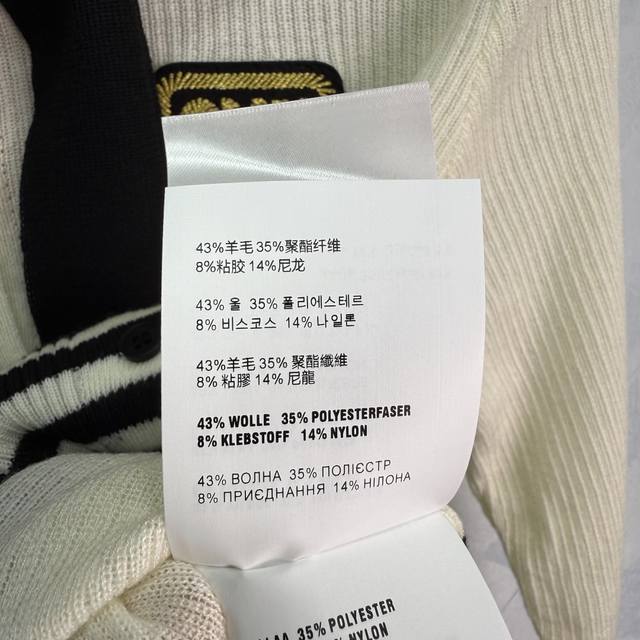 43%羊毛 35%聚酯纤维
8%粘胶 14%尼龙
43% 울 35% 폴리에스테르
8% 비스코스 14% 나일론
43%羊毛 35% 聚酯纖維
8% 粘膠 14% 尼龍
43% WOLLE 35% POLYESTERFASER
8% KLEBSTOFF 14% NYLON
43% ВОЛНА 35% ПОЛІЄСТР
8% ПРИЄДНАННЯ 14% НІЛОНА
35% POLYESTER
% NYLON